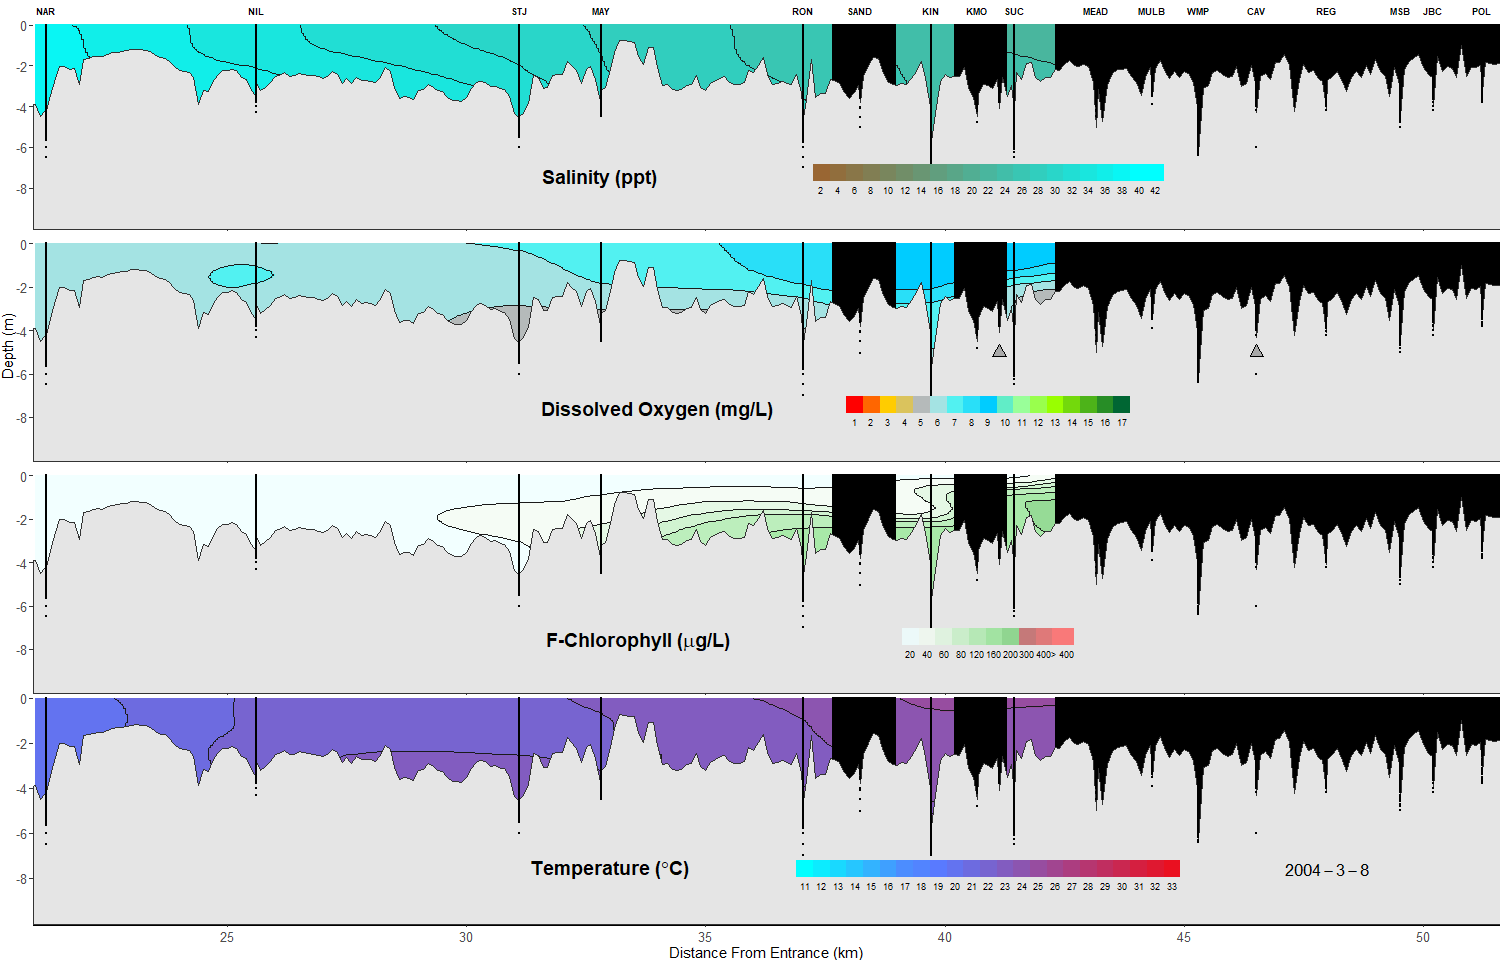 NAR NIL STJ MAY RON SAND KIN KMO SUC MEAD MULB WMP CAV REG MSB JBC POL
0
-2
-4
-6
-8
Salinity (ppt)
2 4 6 8 10 12 14 16 18 20 22 24 26 28 30 32 34 36 38 40 42
0
-2
-4
-6
-8
Depth (m)
Dissolved Oxygen (mg/L)
1 2 3 4 5 6 7 8 9 10 11 12 13 14 15 16 17
0
-2
-4
-6
-8
F-Chlorophyll (μg/L)
20 40 60 80 120 160 200 300 400> 400
0
-2
-4
-6
-8
Temperature (°C)
11 12 13 14 15 16 17 18 19 20 21 22 23 24 25 26 27 28 29 30 31 32 33
2004 – 3 – 8
25 30 35 40 45 50
Distance From Entrance (km)